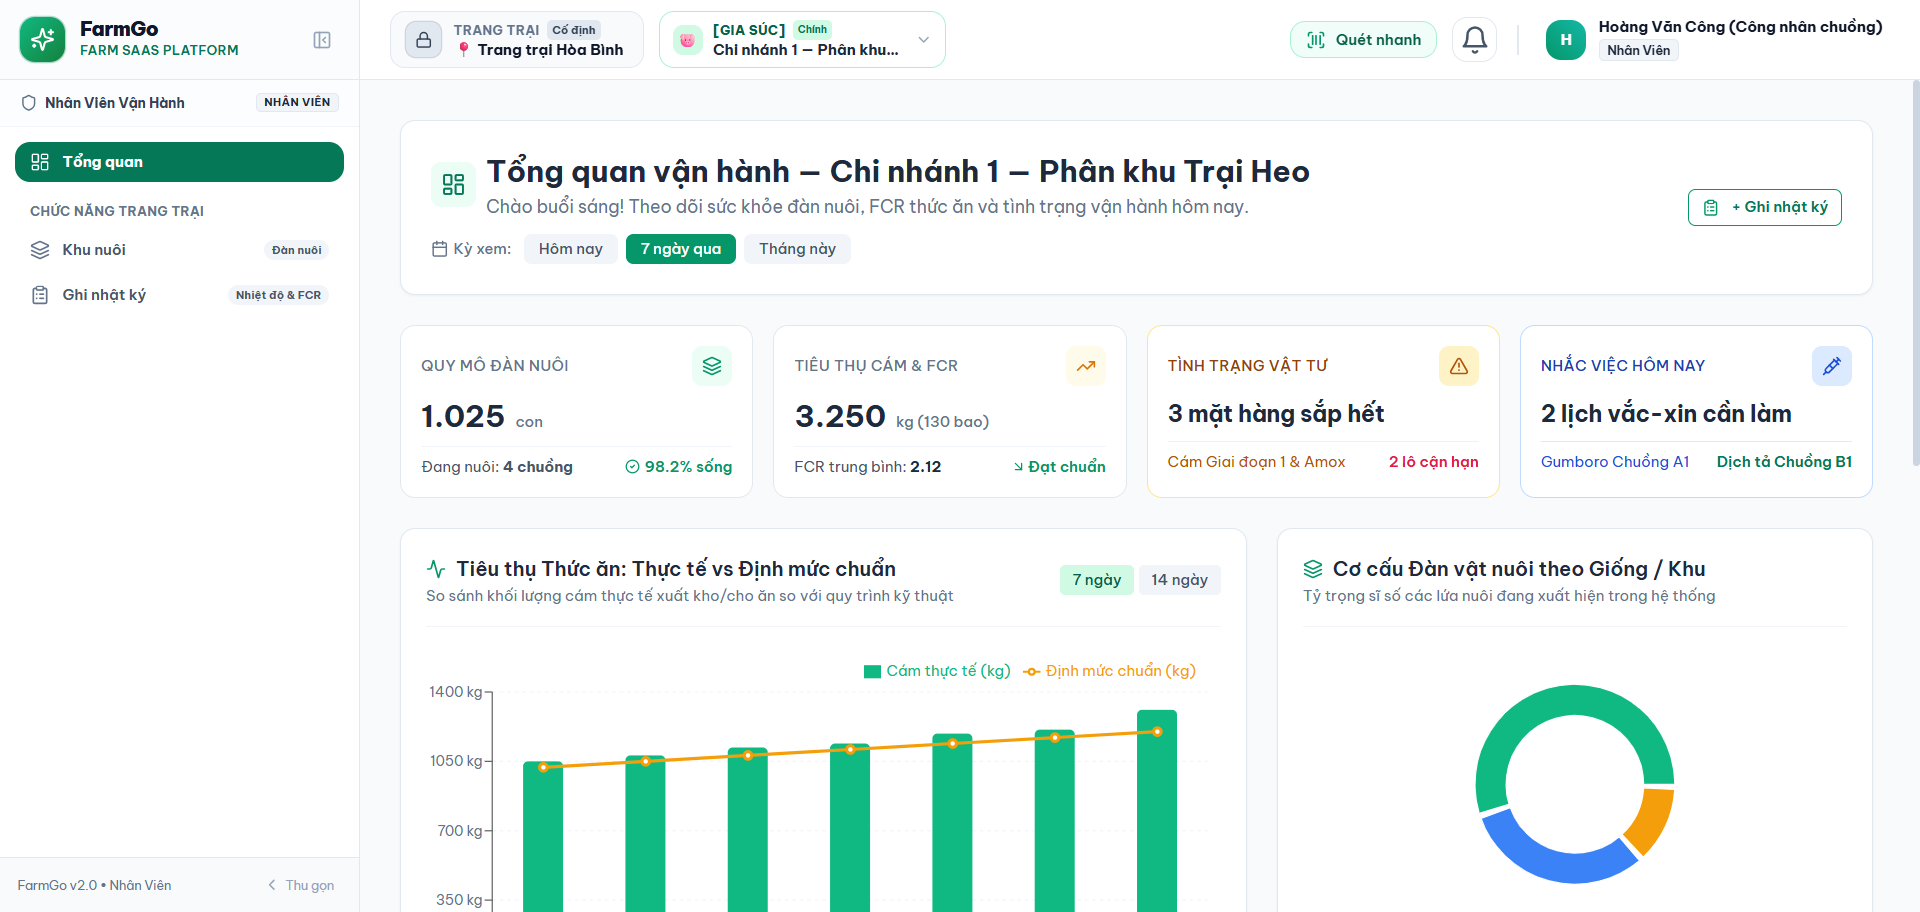 FarmGo
FARM SAAS PLATFORM
Nhân Viên Vận Hành
NHÂN VIÊN
Tổng quan
CHỨC NĂNG TRANG TRẠI
Khu nuôi
Đàn nuôi
Ghi nhật ký
Nhiệt độ & FCR
FarmGo v2.0 • Nhân Viên
Thu gọn
TRANG TRẠI Cố định
Trang trại Hòa Bình
[GIA SÚC] Chính
Chi nhánh 1 — Phân khu...
Quét nhanh
H
Hoàng Văn Công (Công nhân chuồng)
Nhân Viên
Tổng quan vận hành — Chi nhánh 1 — Phân khu Trại Heo
Chào buổi sáng! Theo dõi sức khỏe đàn nuôi, FCR thức ăn và tình trạng vận hành hôm nay.
Kỳ xem: Hôm nay 7 ngày qua Tháng này
+ Ghi nhật ký
QUY MÔ ĐÀN NUÔI
1.025 con
Đang nuôi: 4 chuồng 98.2% sống
TIÊU THỤ CÁM & FCR
3.250 kg (130 bao)
FCR trung bình: 2.12 Đạt chuẩn
TÌNH TRẠNG VẬT TƯ
3 mặt hàng sắp hết
Cám Giai đoạn 1 & Amox 2 lô cận hạn
NHẮC VIỆC HÔM NAY
2 lịch vắc-xin cần làm
Gumboro Chuồng A1 Dịch tả Chuồng B1
Tiêu thụ Thức ăn: Thực tế vs Định mức chuẩn
So sánh khối lượng cám thực tế xuất kho/cho ăn so với quy trình kỹ thuật
7 ngày 14 ngày
Cám thực tế (kg) Định mức chuẩn (kg)
1400 kg
1050 kg
700 kg
350 kg
Cơ cấu Đàn vật nuôi theo Giống / Khu
Tỷ trọng sĩ số các lứa nuôi đang xuất hiện trong hệ thống